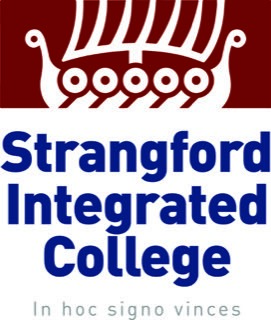 Strangford
Integrated
College
In hoc signo vinces